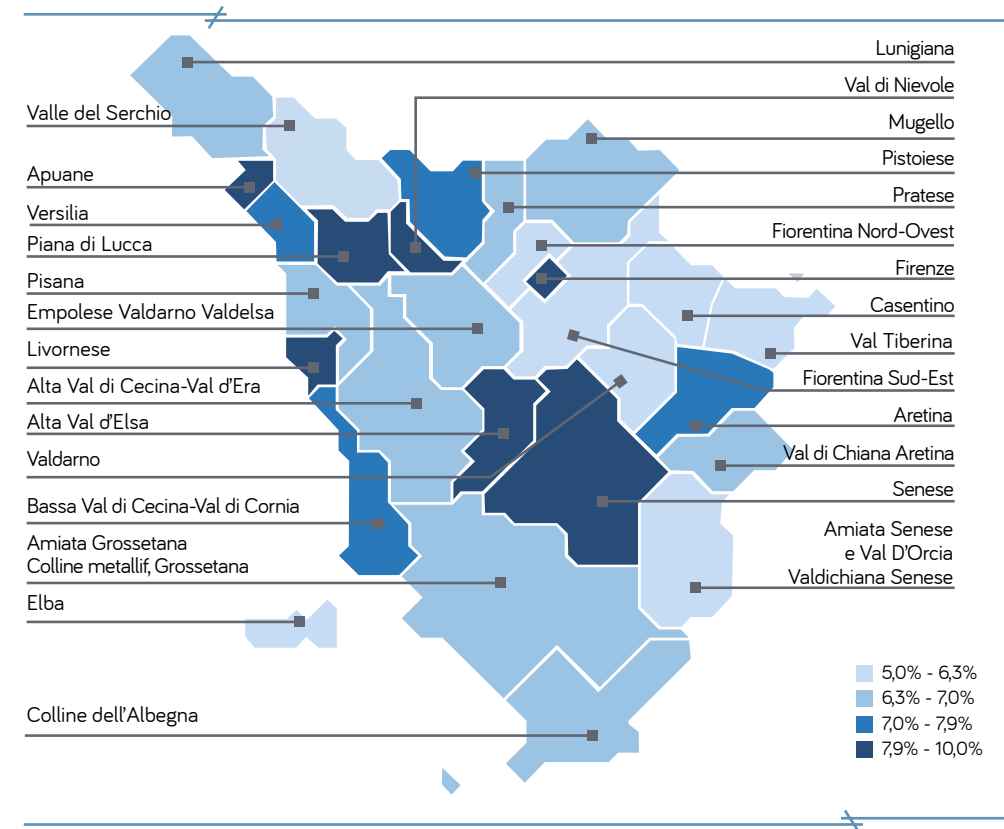 Lunigiana
Val di Nievole
Valle del Serchio
Mugello
Pistoiese
Apuane
Pratese
Versilia
Fiorentina Nord-Ovest
Piana di Lucca
Firenze
Pisana
Casentino
Empolese Valdarno Valdelsa
Val Tiberina
Livornese
Fiorentina Sud-Est
Alta Val di Cecina-Val d'Era
Aretina
Alta Val d'Elsa
Val di Chiana Aretina
Valdarno
Senese
Bassa Val di Cecina-Val di Cornia
Amiata Senese
e Val D'Orcia
Valdichiana Senese
Amiata Grossetana
Colline metallif, Grossetana
Elba
Colline dell'Albegna
5,0% - 6,3%
6,3% - 7,0%
7,0% - 7,9%
7,9% - 10,0%